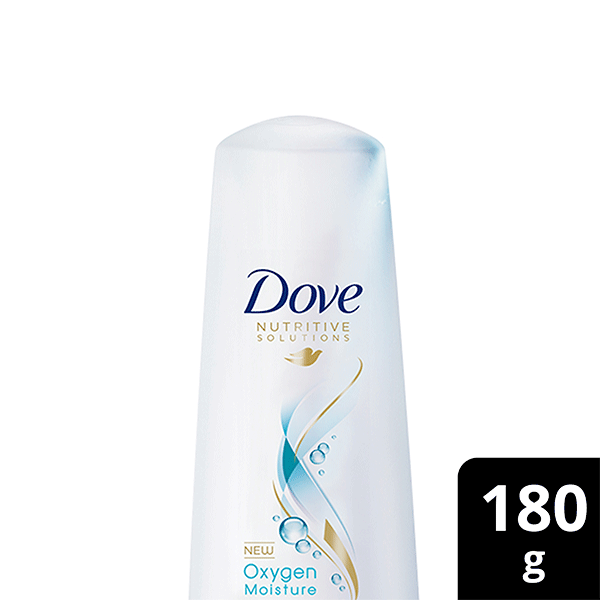 Dove
NUTRITIVE
SOLUTIONS
NEW
Oxygen
Moisture
180
g